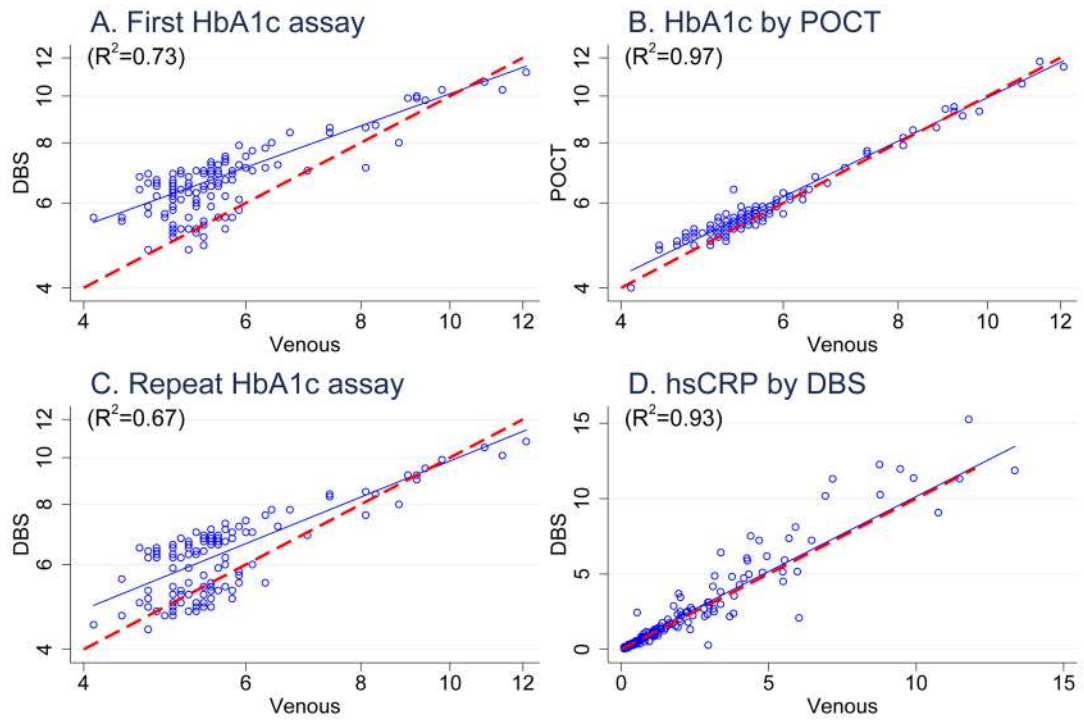 A. First HbA1c assay
(R²=0.73)
12
10
8
6
4
DBS
4
6
8
10
12
Venous
B. HbA1c by POCT
(R²=0.97)
12
10
8
6
4
POCT
4
6
8
10
12
Venous
C. Repeat HbA1c assay
(R²=0.67)
12
10
8
6
4
DBS
4
6
8
10
12
Venous
D. hsCRP by DBS
(R²=0.93)
15
10
5
0
DBS
0
5
10
15
Venous